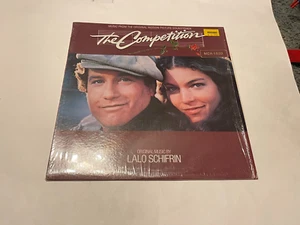 MUSIC FROM THE ORIGINAL MOTION PICTURE SOUNDTRACK
The Competition
ORIGINAL MUSIC BY
LALO SCHIFRIN